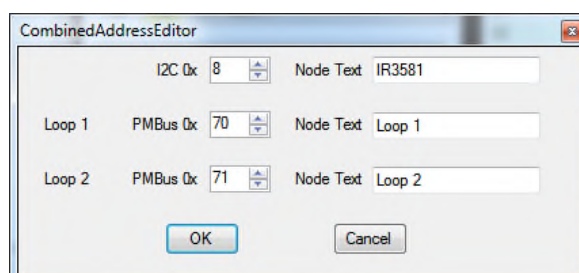 CombinedAddressEditor
I2C 0x 8 Node Text IR3581
Loop 1 PMBus 0x 70 Node Text Loop 1
Loop 2 PMBus 0x 71 Node Text Loop 2
OK Cancel